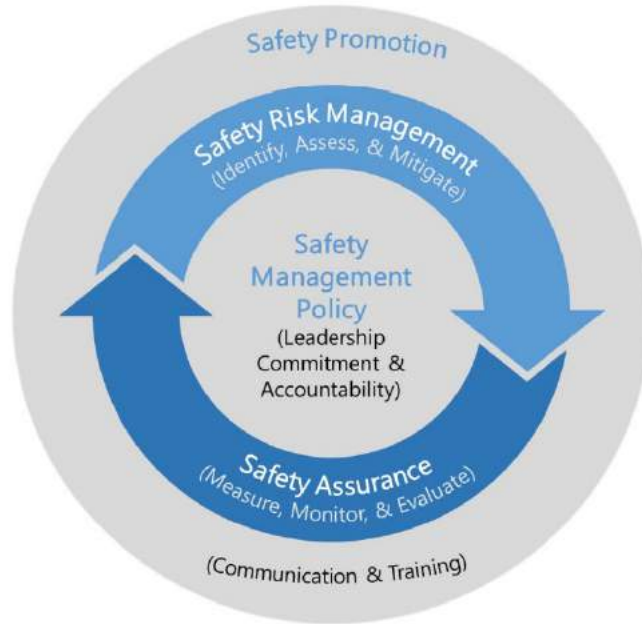 Safety Promotion
Safety Risk Management
(Identify, Assess, & Mitigate)
Safety
Management
Policy
(Leadership
Commitment &
Accountability)
Safety Assurance
(Measure, Monitor, & Evaluate)
(Communication & Training)